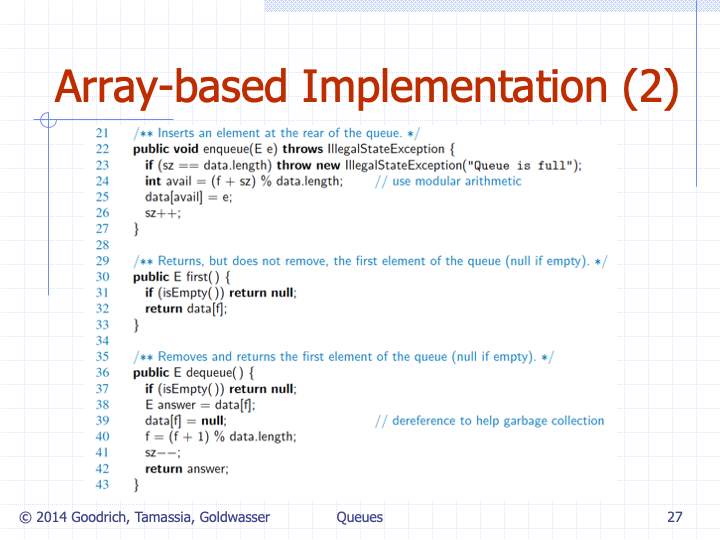 Array-based Implementation (2)
21 /** Inserts an element at the rear of the queue. */
22 public void enqueue(E e) throws IllegalStateException {
23 if (sz == data.length) throw new IllegalStateException("Queue is full");
24 int avail = (f + sz) % data.length; // use modular arithmetic
25 data[avail] = e;
26 sz++;
27 }
28
29 /** Returns, but does not remove, the first element of the queue (null if empty). */
30 public E first() {
31 if (isEmpty()) return null;
32 return data[f];
33 }
34
35 /** Removes and returns the first element of the queue (null if empty). */
36 public E dequeue() {
37 if (isEmpty()) return null;
38 E answer = data[f];
39 data[f] = null; // dereference to help garbage collection
40 f = (f + 1) % data.length;
41 sz−−;
42 return answer;
43 }
© 2014 Goodrich, Tamassia, Goldwasser Queues 27